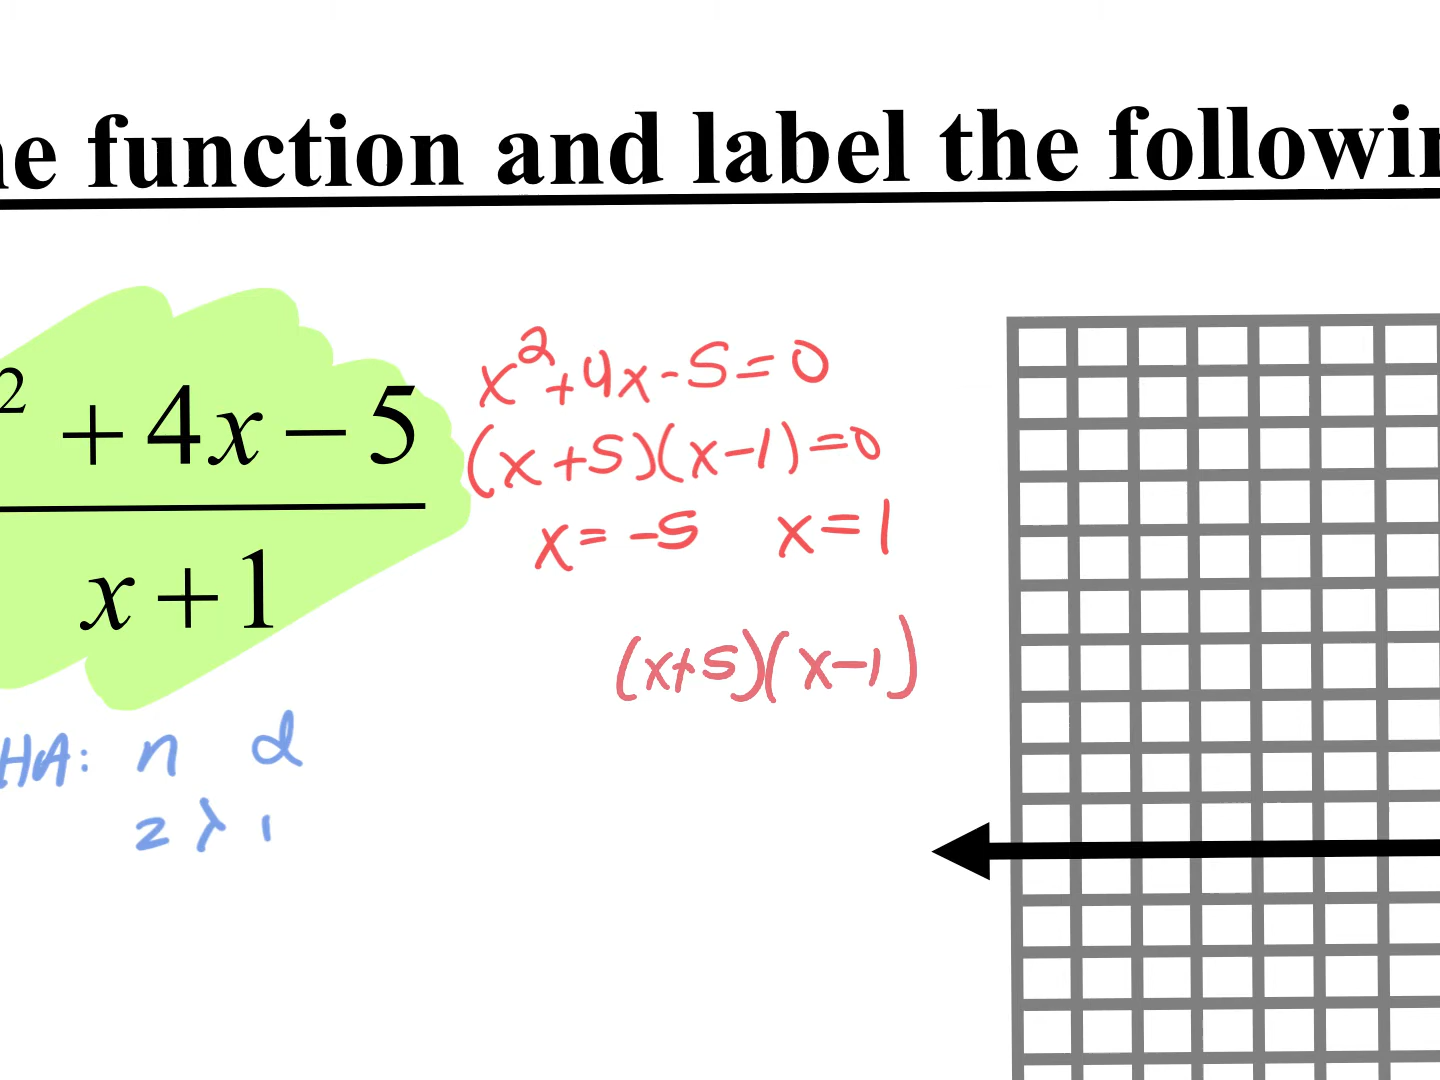 function and label the
x² + 4x - 5 = 0
(x + 5)(x - 1) = 0
² + 4x − 5
x + 1
x = -5 x = 1
(x+5)(x-1)
HA: n d
2 > 1